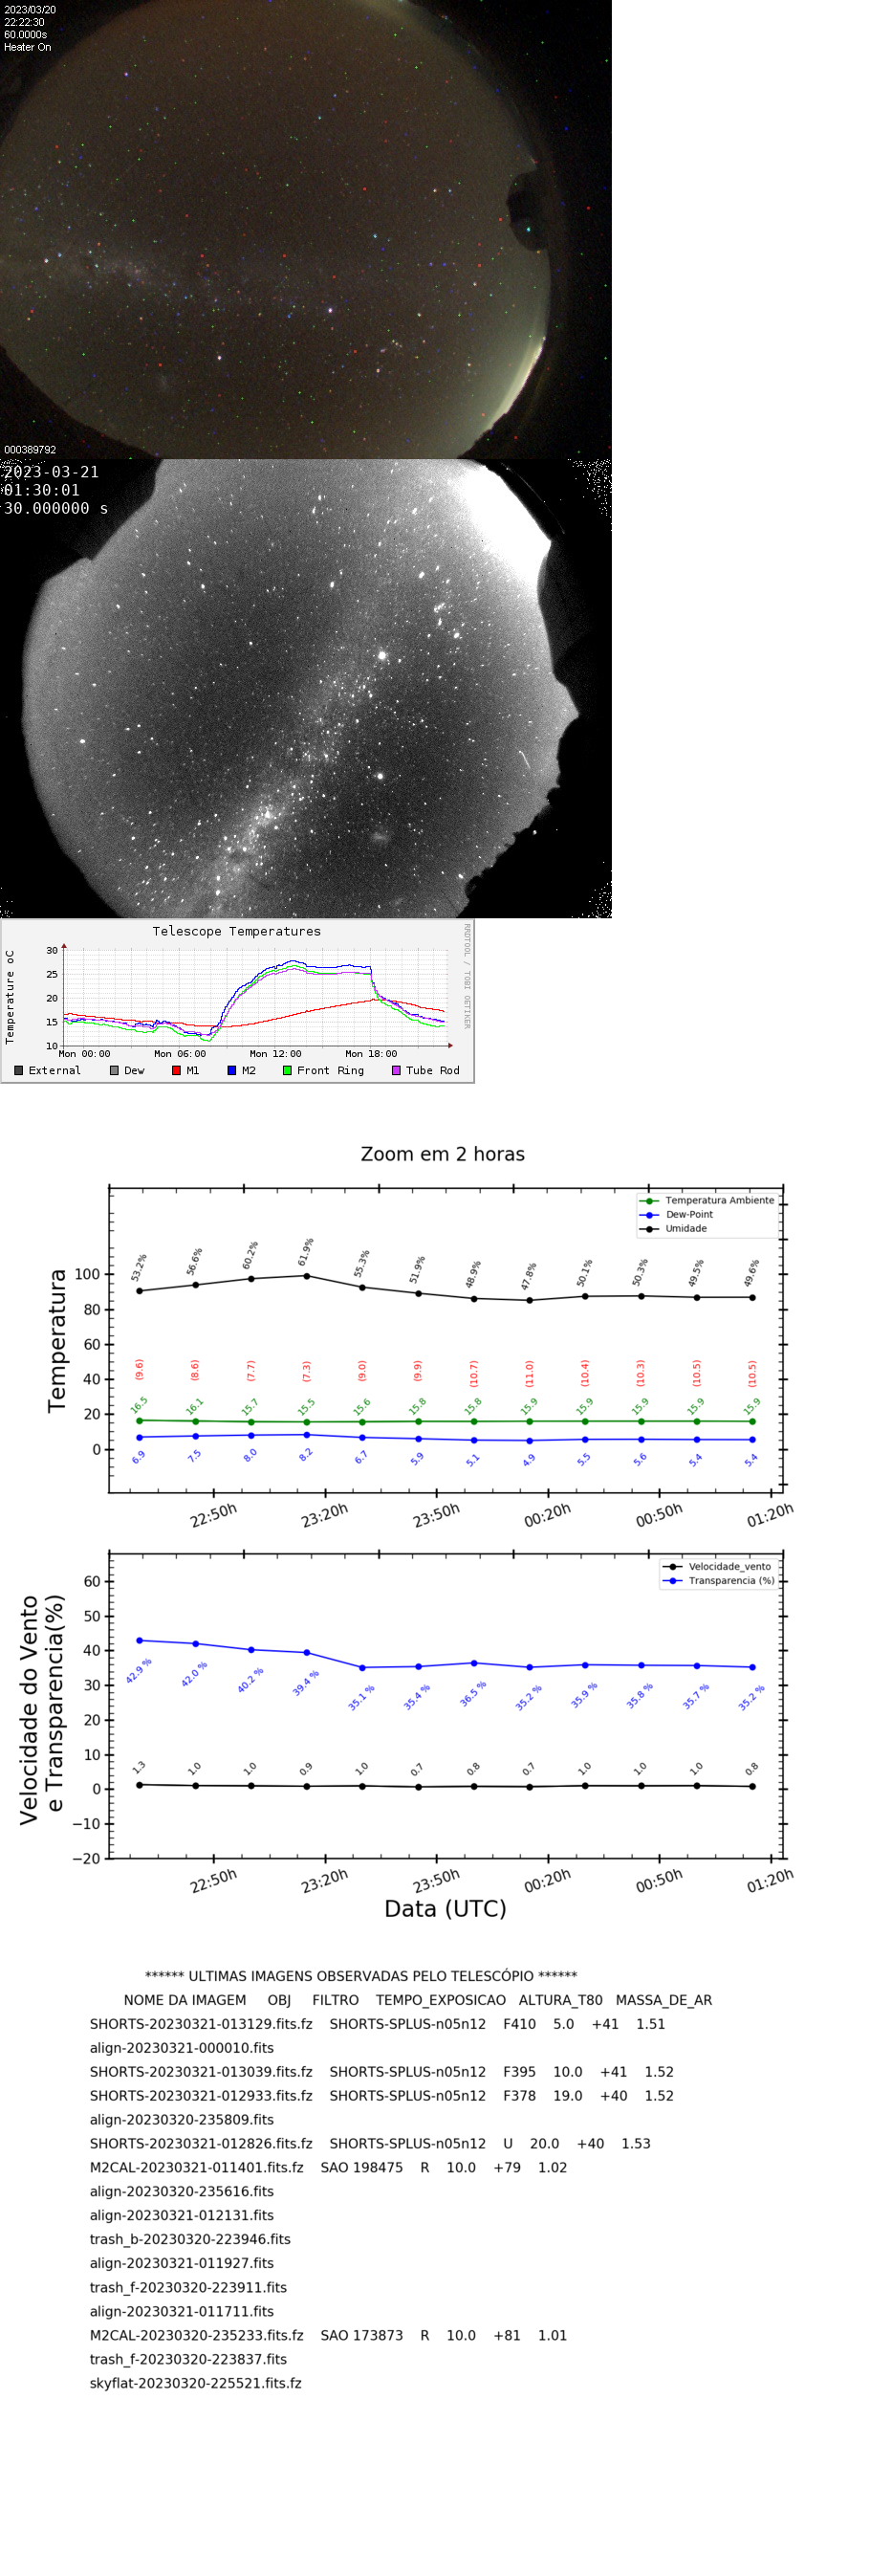 2023/03/20
22:22:30
60.0000s
Heater On
000389792
2023-03-21
01:30:01
30.000000 s
Telescope Temperatures
RRDTOOL / TOBI OETIKER
Temperature oC
30
25
20
15
10
Mon 00:00 Mon 06:00 Mon 12:00 Mon 18:00
External Dew M1 M2 Front Ring Tube Rod
Zoom em 2 horas
Temperatura Ambiente
Dew-Point
Umidade
Temperatura
100
80
60
40
20
0
53.2% 56.6% 60.2% 61.9% 55.3% 51.9% 48.9% 47.8% 50.1% 50.3% 49.5% 49.6%
(9.6) (8.6) (7.7) (7.3) (9.0) (9.9) (10.7) (11.0) (10.4) (10.3) (10.5) (10.5)
16.5 16.1 15.7 15.5 15.6 15.8 15.8 15.9 15.9 15.9 15.9 15.9
6.9 7.5 8.0 8.2 6.7 5.9 5.1 4.9 5.5 5.6 5.4 5.4
22:50h 23:20h 23:50h 00:20h 00:50h 01:20h
Velocidade_vento
Transparencia (%)
Velocidade do Vento
e Transparencia(%)
60
50
40
30
20
10
0
−10
−20
42.9 % 42.0 % 40.2 % 39.4 % 35.1 % 35.4 % 36.5 % 35.2 % 35.9 % 35.8 % 35.7 % 35.2 %
1.3 1.0 1.0 0.9 1.0 0.7 0.8 0.7 1.0 1.0 1.0 0.8
22:50h 23:20h 23:50h 00:20h 00:50h 01:20h
Data (UTC)
****** ULTIMAS IMAGENS OBSERVADAS PELO TELESCÓPIO ******
NOME DA IMAGEM OBJ FILTRO TEMPO_EXPOSICAO ALTURA_T80 MASSA_DE_AR
SHORTS-20230321-013129.fits.fz SHORTS-SPLUS-n05n12 F410 5.0 +41 1.51
align-20230321-000010.fits
SHORTS-20230321-013039.fits.fz SHORTS-SPLUS-n05n12 F395 10.0 +41 1.52
SHORTS-20230321-012933.fits.fz SHORTS-SPLUS-n05n12 F378 19.0 +40 1.52
align-20230320-235809.fits
SHORTS-20230321-012826.fits.fz SHORTS-SPLUS-n05n12 U 20.0 +40 1.53
M2CAL-20230321-011401.fits.fz SAO 198475 R 10.0 +79 1.02
align-20230320-235616.fits
align-20230321-012131.fits
trash_b-20230320-223946.fits
align-20230321-011927.fits
trash_f-20230320-223911.fits
align-20230321-011711.fits
M2CAL-20230320-235233.fits.fz SAO 173873 R 10.0 +81 1.01
trash_f-20230320-223837.fits
skyflat-20230320-225521.fits.fz